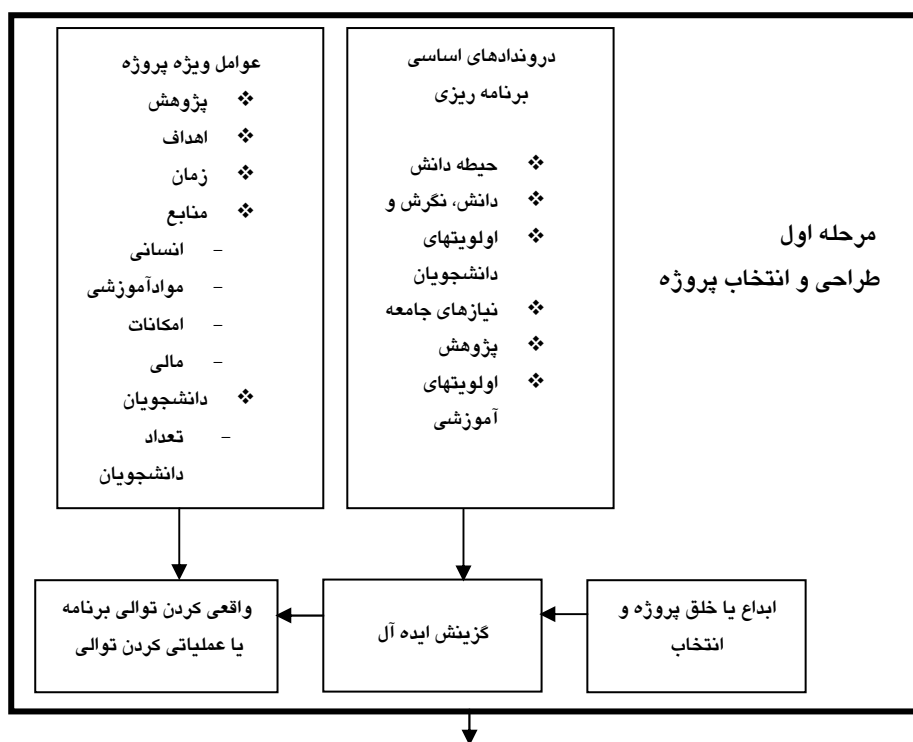 مرحله اول
طراحی و انتخاب پروژه
دروندادهای اساسی
برنامه ریزی
❖ حیطه دانش
❖ دانش، نگرش و
❖ اولویتهای
دانشجویان
❖ نیازهای جامعه
❖ پژوهش
❖ اولویتهای
آموزشی
عوامل ویژه پروژه
❖ پژوهش
❖ اهداف
❖ زمان
❖ منابع
– انسانی
– موادآموزشی
– امکانات
– مالی
❖ دانشجویان
– تعداد
دانشجویان
ابداع یا خلق پروژه و
انتخاب
گزینش ایده آل
واقعی کردن توالی برنامه
یا عملیاتی کردن توالی